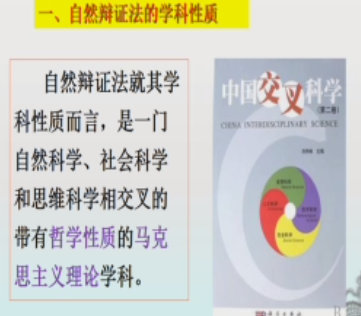 一、自然辩证法的学科性质
自然辩证法就其学
科性质而言，是一门
自然科学、社会科学
和思维科学相交叉的
带有哲学性质的马克
思主义理论学科。
中国交叉科学
（第二卷）
CHINA INTERDISCIPLINARY SCIENCE